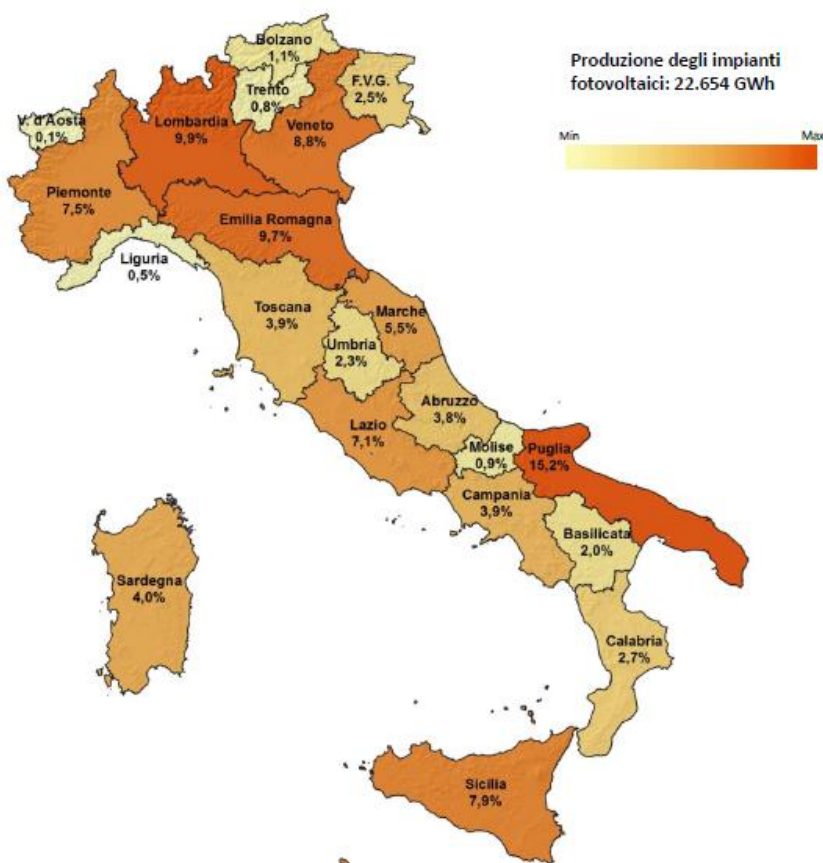 Bolzano
1,1%
Produzione degli impianti
fotovoltaici: 22.654 GWh
F.V.G.
2,5%
Trento
0,8%
V. d'Aosta
0,1%
Lombardia
9,9%
Veneto
8,8%
Min
Max
Piemonte
7,5%
Emilia Romagna
9,7%
Liguria
0,5%
Toscana
3,9%
Marche
5,5%
Umbria
2,3%
Abruzzo
3,8%
Lazio
7,1%
Molise
0,9%
Puglia
15,2%
Campania
3,9%
Basilicata
2,0%
Sardegna
4,0%
Calabria
2,7%
Sicilia
7,9%